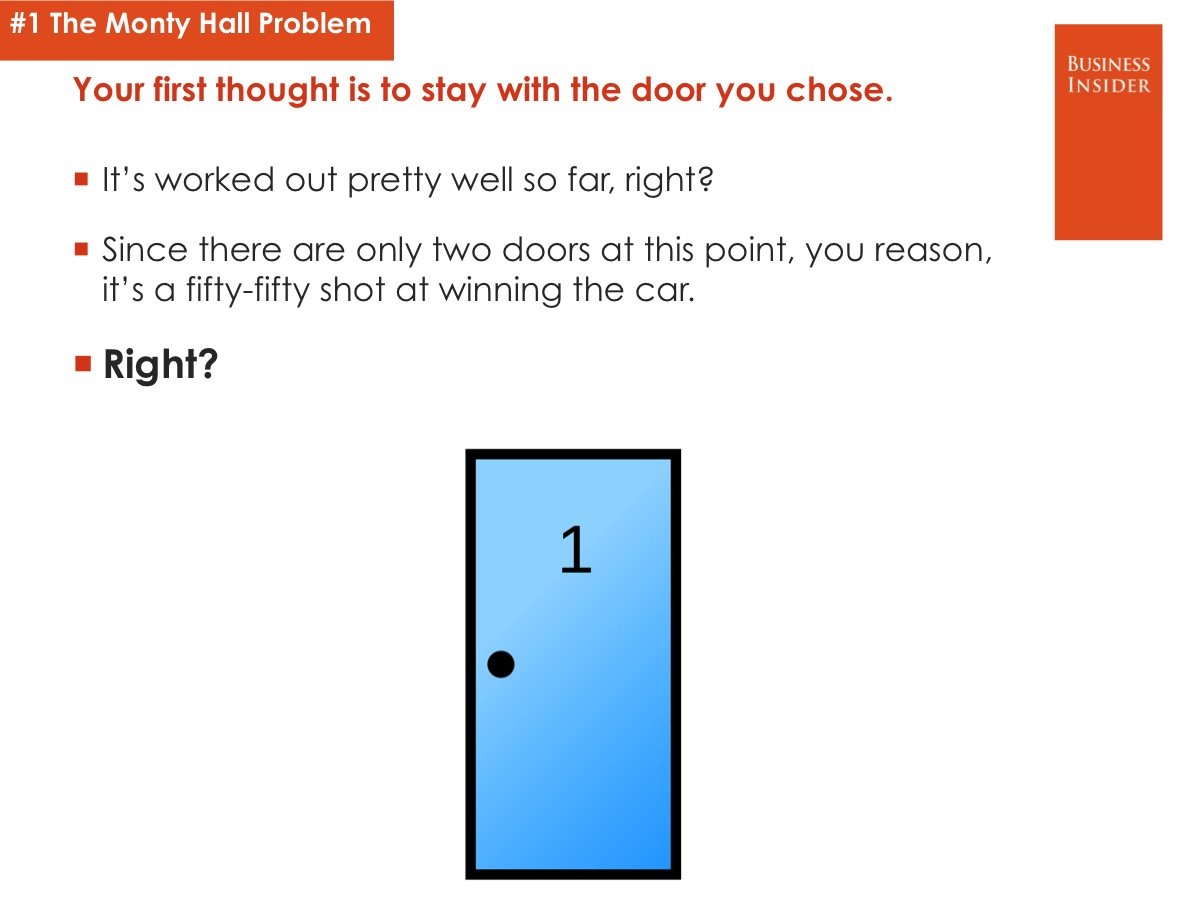 #1 The Monty Hall Problem
BUSINESS
INSIDER
Your first thought is to stay with the door you chose.
It’s worked out pretty well so far, right?
Since there are only two doors at this point, you reason,
it’s a fifty-fifty shot at winning the car.
Right?
1